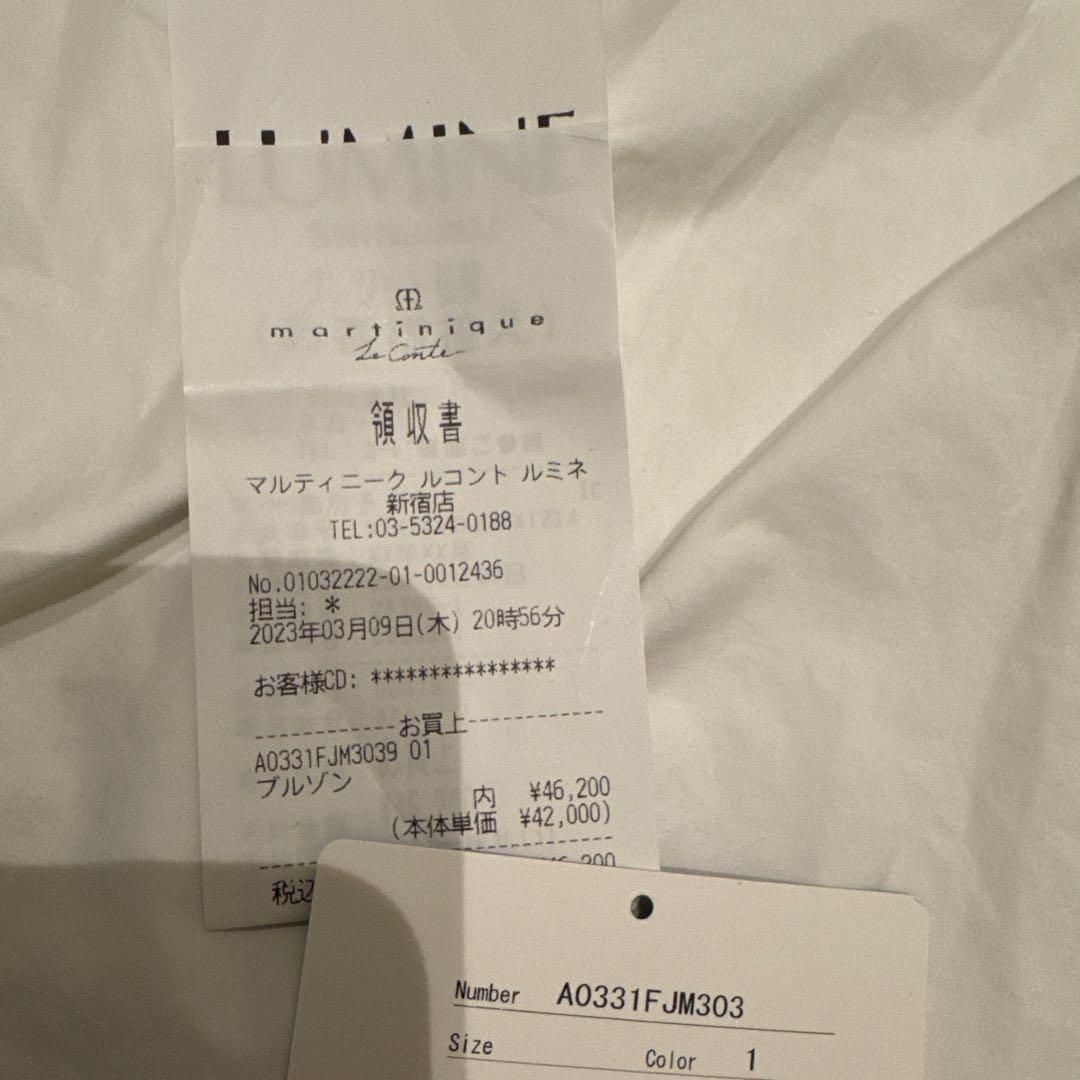 LUMINE
martinique
Le Conte
領収書
マルティニーク ルコント ルミネ
新宿店
TEL:03-5324-0188
No.01032222-01-0012436
担当: *
2023年03月09日(木) 20時56分
お客様CD: ****************
------------お買上------------
A0331FJM3039 01
ブルゾン
内 ¥46,200
(本体単価 ¥42,000)
税込
Number A0331FJM303
Size Color 1